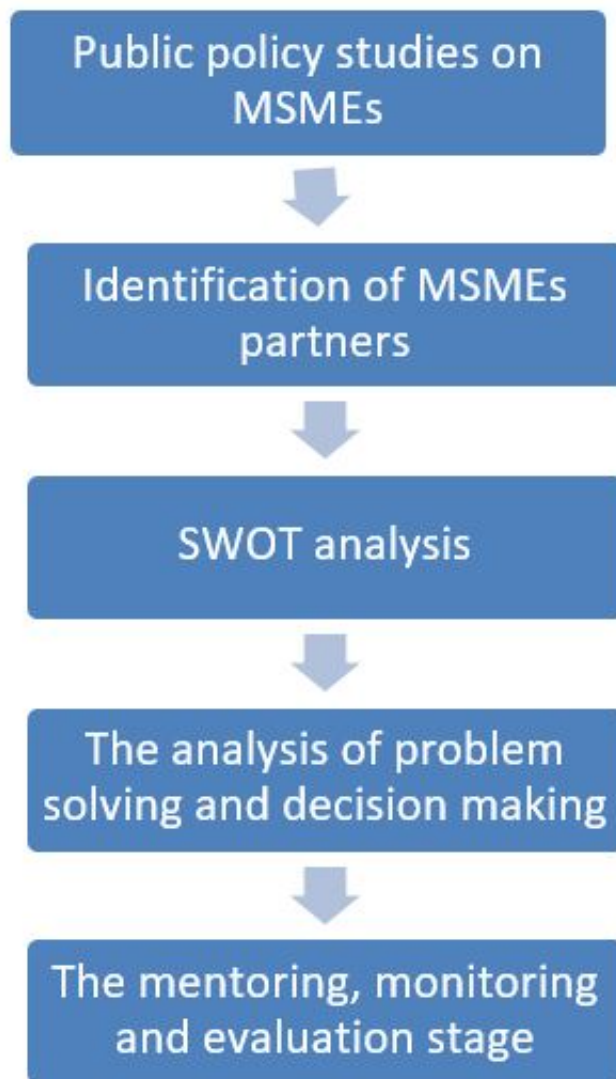 Public policy studies on
MSMEs
Identification of MSMEs
partners
SWOT analysis
The analysis of problem
solving and decision making
The mentoring, monitoring
and evaluation stage